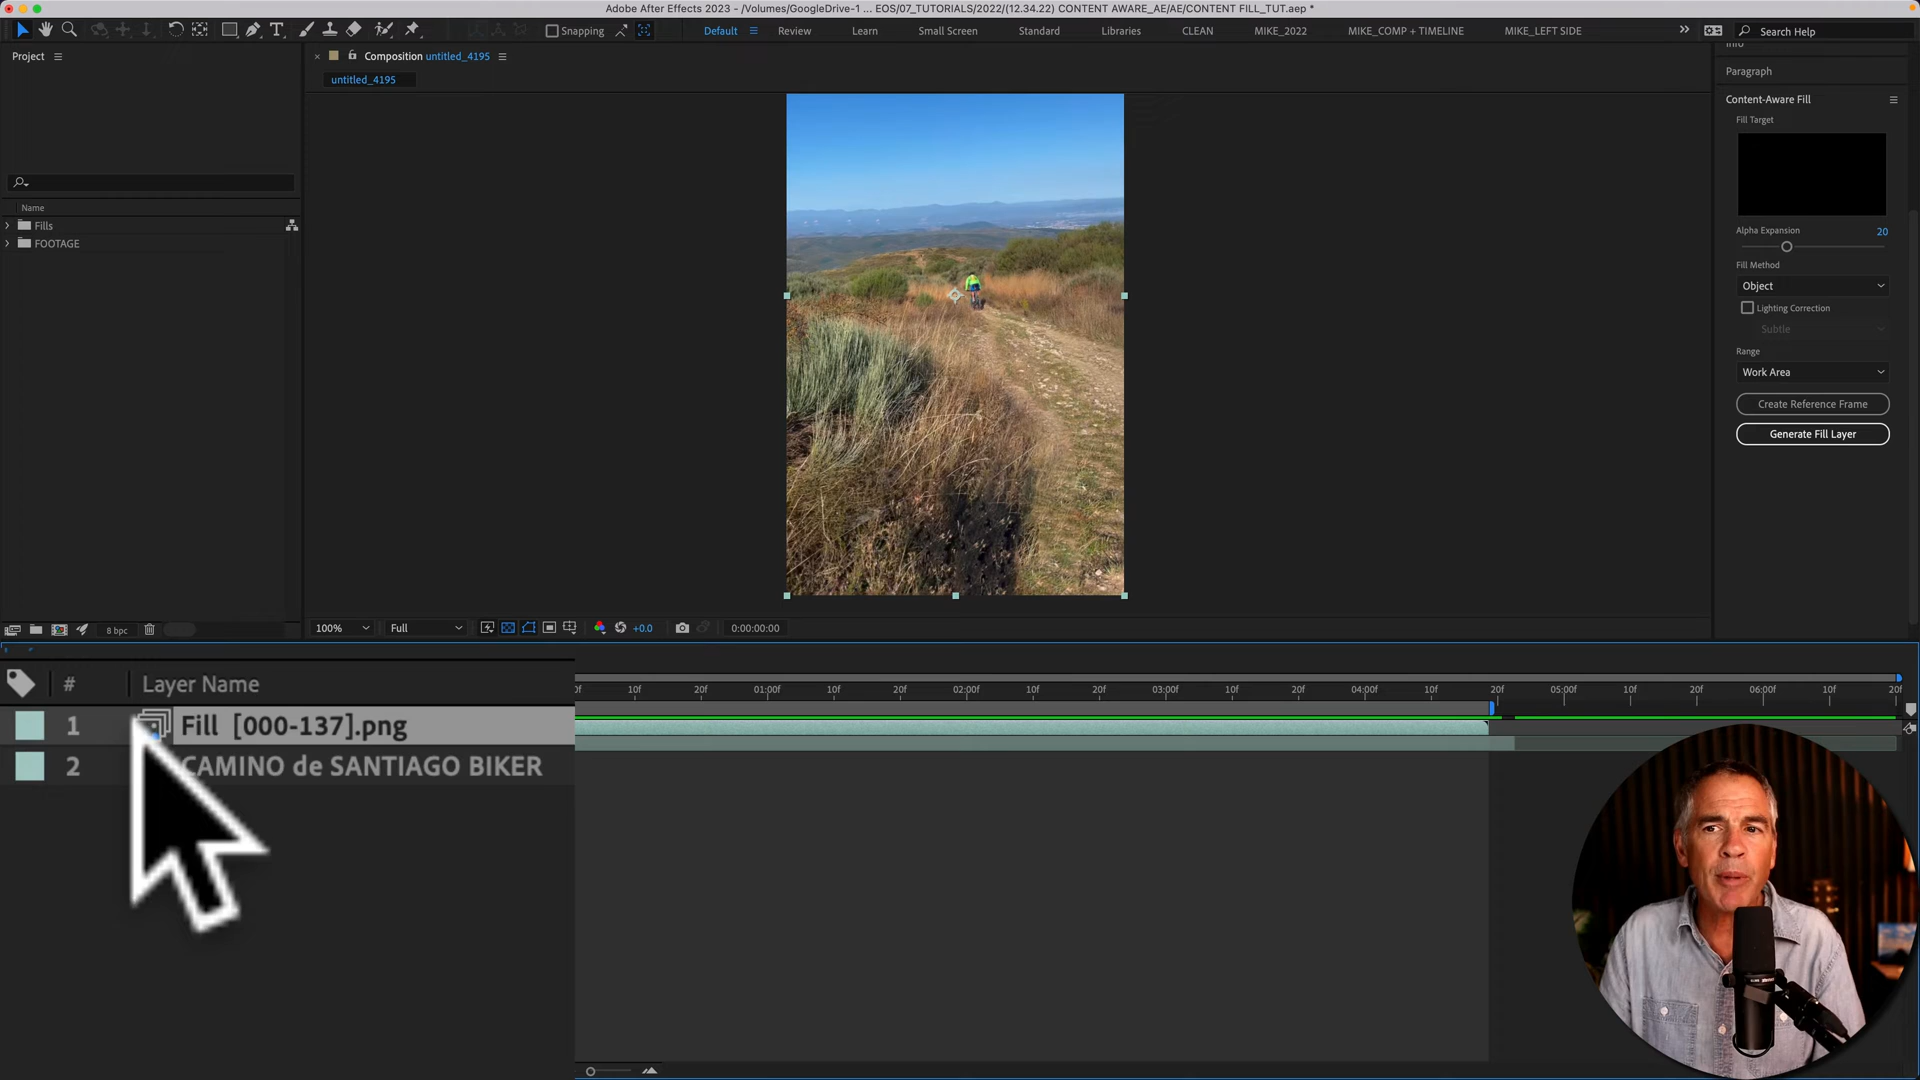 Adobe After Effects 2023 - /Volumes/GoogleDrive-1 ... EOS/07_TUTORIALS/2022/(12.34.22) CONTENT AWARE_AE/AE/CONTENT FILL_TUT.aep *
Snapping
Default
Review
Learn
Small Screen
Standard
Libraries
CLEAN
MIKE_2022
MIKE_COMP + TIMELINE
MIKE_LEFT SIDE
Search Help
Project
Composition untitled_4195
untitled_4195
Info
Paragraph
Content-Aware Fill
Fill Target
Alpha Expansion 20
Fill Method
Object
Lighting Correction
Subtle
Range
Work Area
Create Reference Frame
Generate Fill Layer
Name
Fills
FOOTAGE
8 bpc
100%
Full
+0.0
0:00:00:00
# Layer Name
10f 20f 01:00f 10f 20f 02:00f 10f 20f 03:00f 10f 20f 04:00f 10f 05:00f 10f 20f 06:00f 10f 20f
1 Fill [000-137].png
2 CAMINO de SANTIAGO BIKER